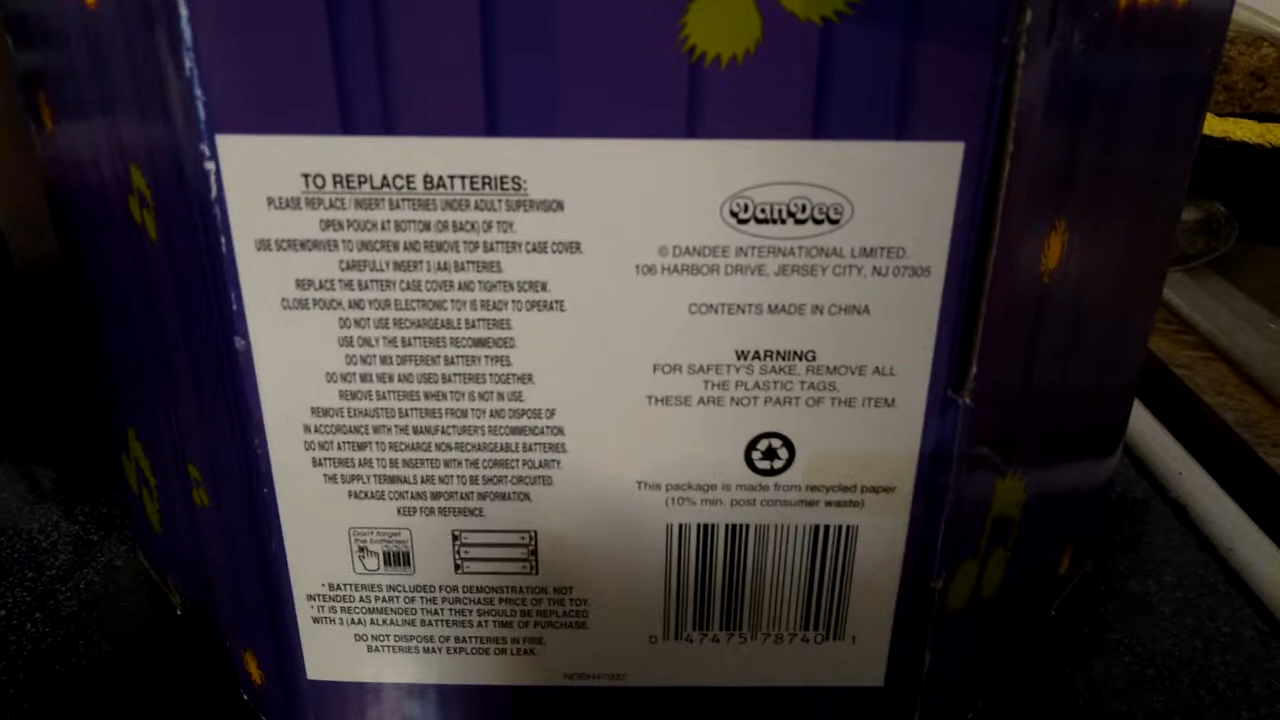 TO REPLACE BATTERIES:
PLEASE REPLACE / INSERT BATTERIES UNDER ADULT SUPERVISION
OPEN POUCH AT BOTTOM (OR BACK) OF TOY.
USE SCREWDRIVER TO UNSCREW AND REMOVE TOP BATTERY CASE COVER.
CAREFULLY INSERT 3 (AA) BATTERIES.
REPLACE THE BATTERY CASE COVER AND TIGHTEN SCREW.
CLOSE POUCH, AND YOUR ELECTRONIC TOY IS READY TO OPERATE.
DO NOT USE RECHARGEABLE BATTERIES.
USE ONLY THE BATTERIES RECOMMENDED.
DO NOT MIX DIFFERENT BATTERY TYPES.
DO NOT MIX NEW AND USED BATTERIES TOGETHER.
REMOVE BATTERIES WHEN TOY IS NOT IN USE.
REMOVE EXHAUSTED BATTERIES FROM TOY AND DISPOSE OF
IN ACCORDANCE WITH THE MANUFACTURER'S RECOMMENDATION.
DO NOT ATTEMPT TO RECHARGE NON-RECHARGEABLE BATTERIES.
BATTERIES ARE TO BE INSERTED WITH THE CORRECT POLARITY.
THE SUPPLY TERMINALS ARE NOT TO BE SHORT-CIRCUITED.
PACKAGE CONTAINS IMPORTANT INFORMATION,
KEEP FOR REFERENCE.
Don't forget
the batteries!
* BATTERIES INCLUDED FOR DEMONSTRATION, NOT
INTENDED AS PART OF THE PURCHASE PRICE OF THE TOY.
* IT IS RECOMMENDED THAT THEY SHOULD BE REPLACED
WITH 3 (AA) ALKALINE BATTERIES AT TIME OF PURCHASE.
DO NOT DISPOSE OF BATTERIES IN FIRE,
BATTERIES MAY EXPLODE OR LEAK.
DanDee
© DANDEE INTERNATIONAL LIMITED.
106 HARBOR DRIVE, JERSEY CITY, NJ 07305
CONTENTS MADE IN CHINA
WARNING
FOR SAFETY'S SAKE, REMOVE ALL
THE PLASTIC TAGS,
THESE ARE NOT PART OF THE ITEM.
This package is made from recycled paper
(10% min. post consumer waste)
0 47475 78740 1